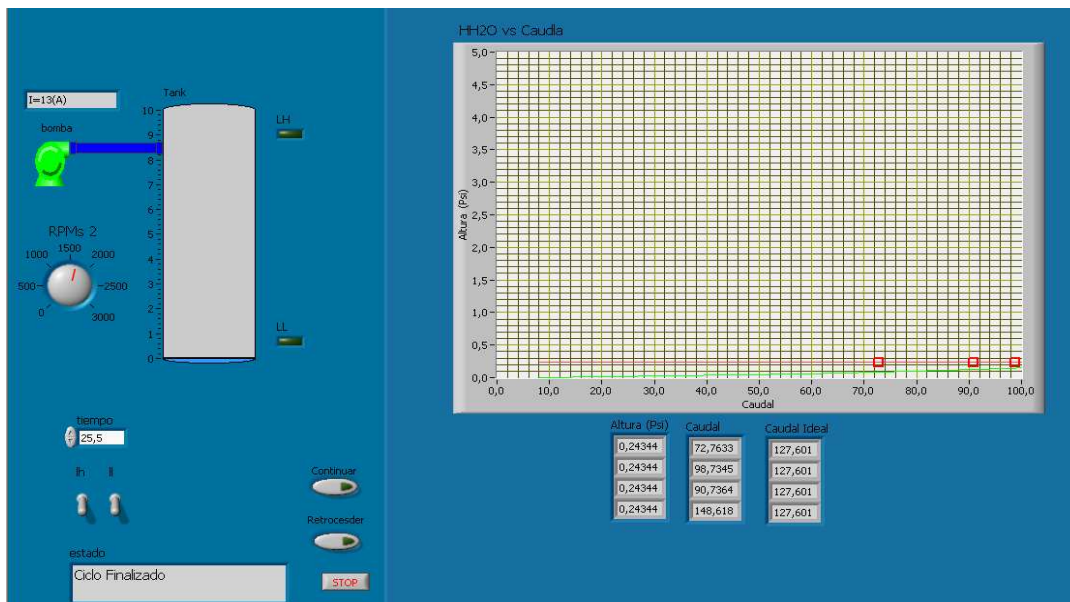 I=13(A)
bomba
RPMs 2
0
500
1000
1500
2000
2500
3000
Tank
10
9
8
7
6
5
4
3
2
1
0
LH
LL
tiempo
25,5
lh
ll
Continuar
Retrocesder
estado
Ciclo Finalizado
STOP
HH2O vs Caudla
Altura (Psi)
5,0
4,5
4,0
3,5
3,0
2,5
2,0
1,5
1,0
0,5
0,0
0,0 10,0 20,0 30,0 40,0 50,0 60,0 70,0 80,0 90,0 100,0
Caudal
Altura (Psi) Caudal Caudal Ideal
0,24344 72,7633 127,601
0,24344 98,7345 127,601
0,24344 90,7364 127,601
0,24344 148,618 127,601